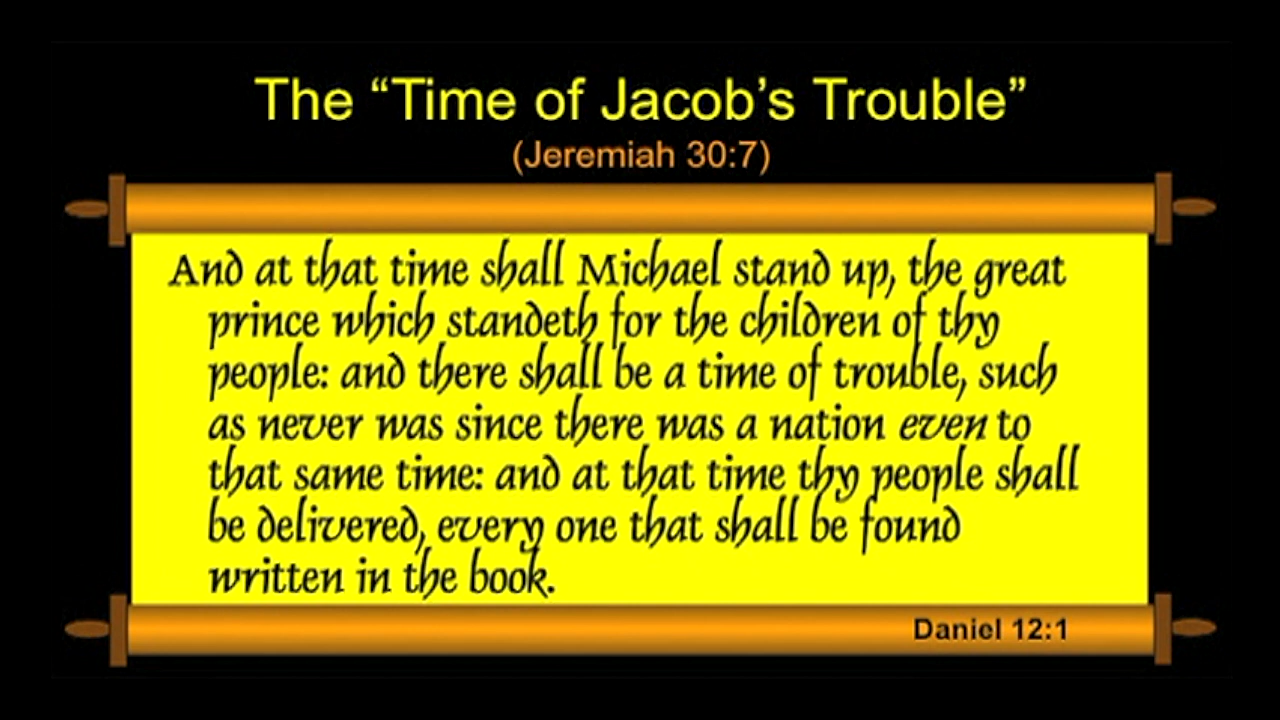 The “Time of Jacob’s Trouble”
(Jeremiah 30:7)
And at that time shall Michael stand up, the great
prince which standeth for the children of thy
people: and there shall be a time of trouble, such
as never was since there was a nation even to
that same time: and at that time thy people shall
be delivered, every one that shall be found
written in the book.
Daniel 12:1